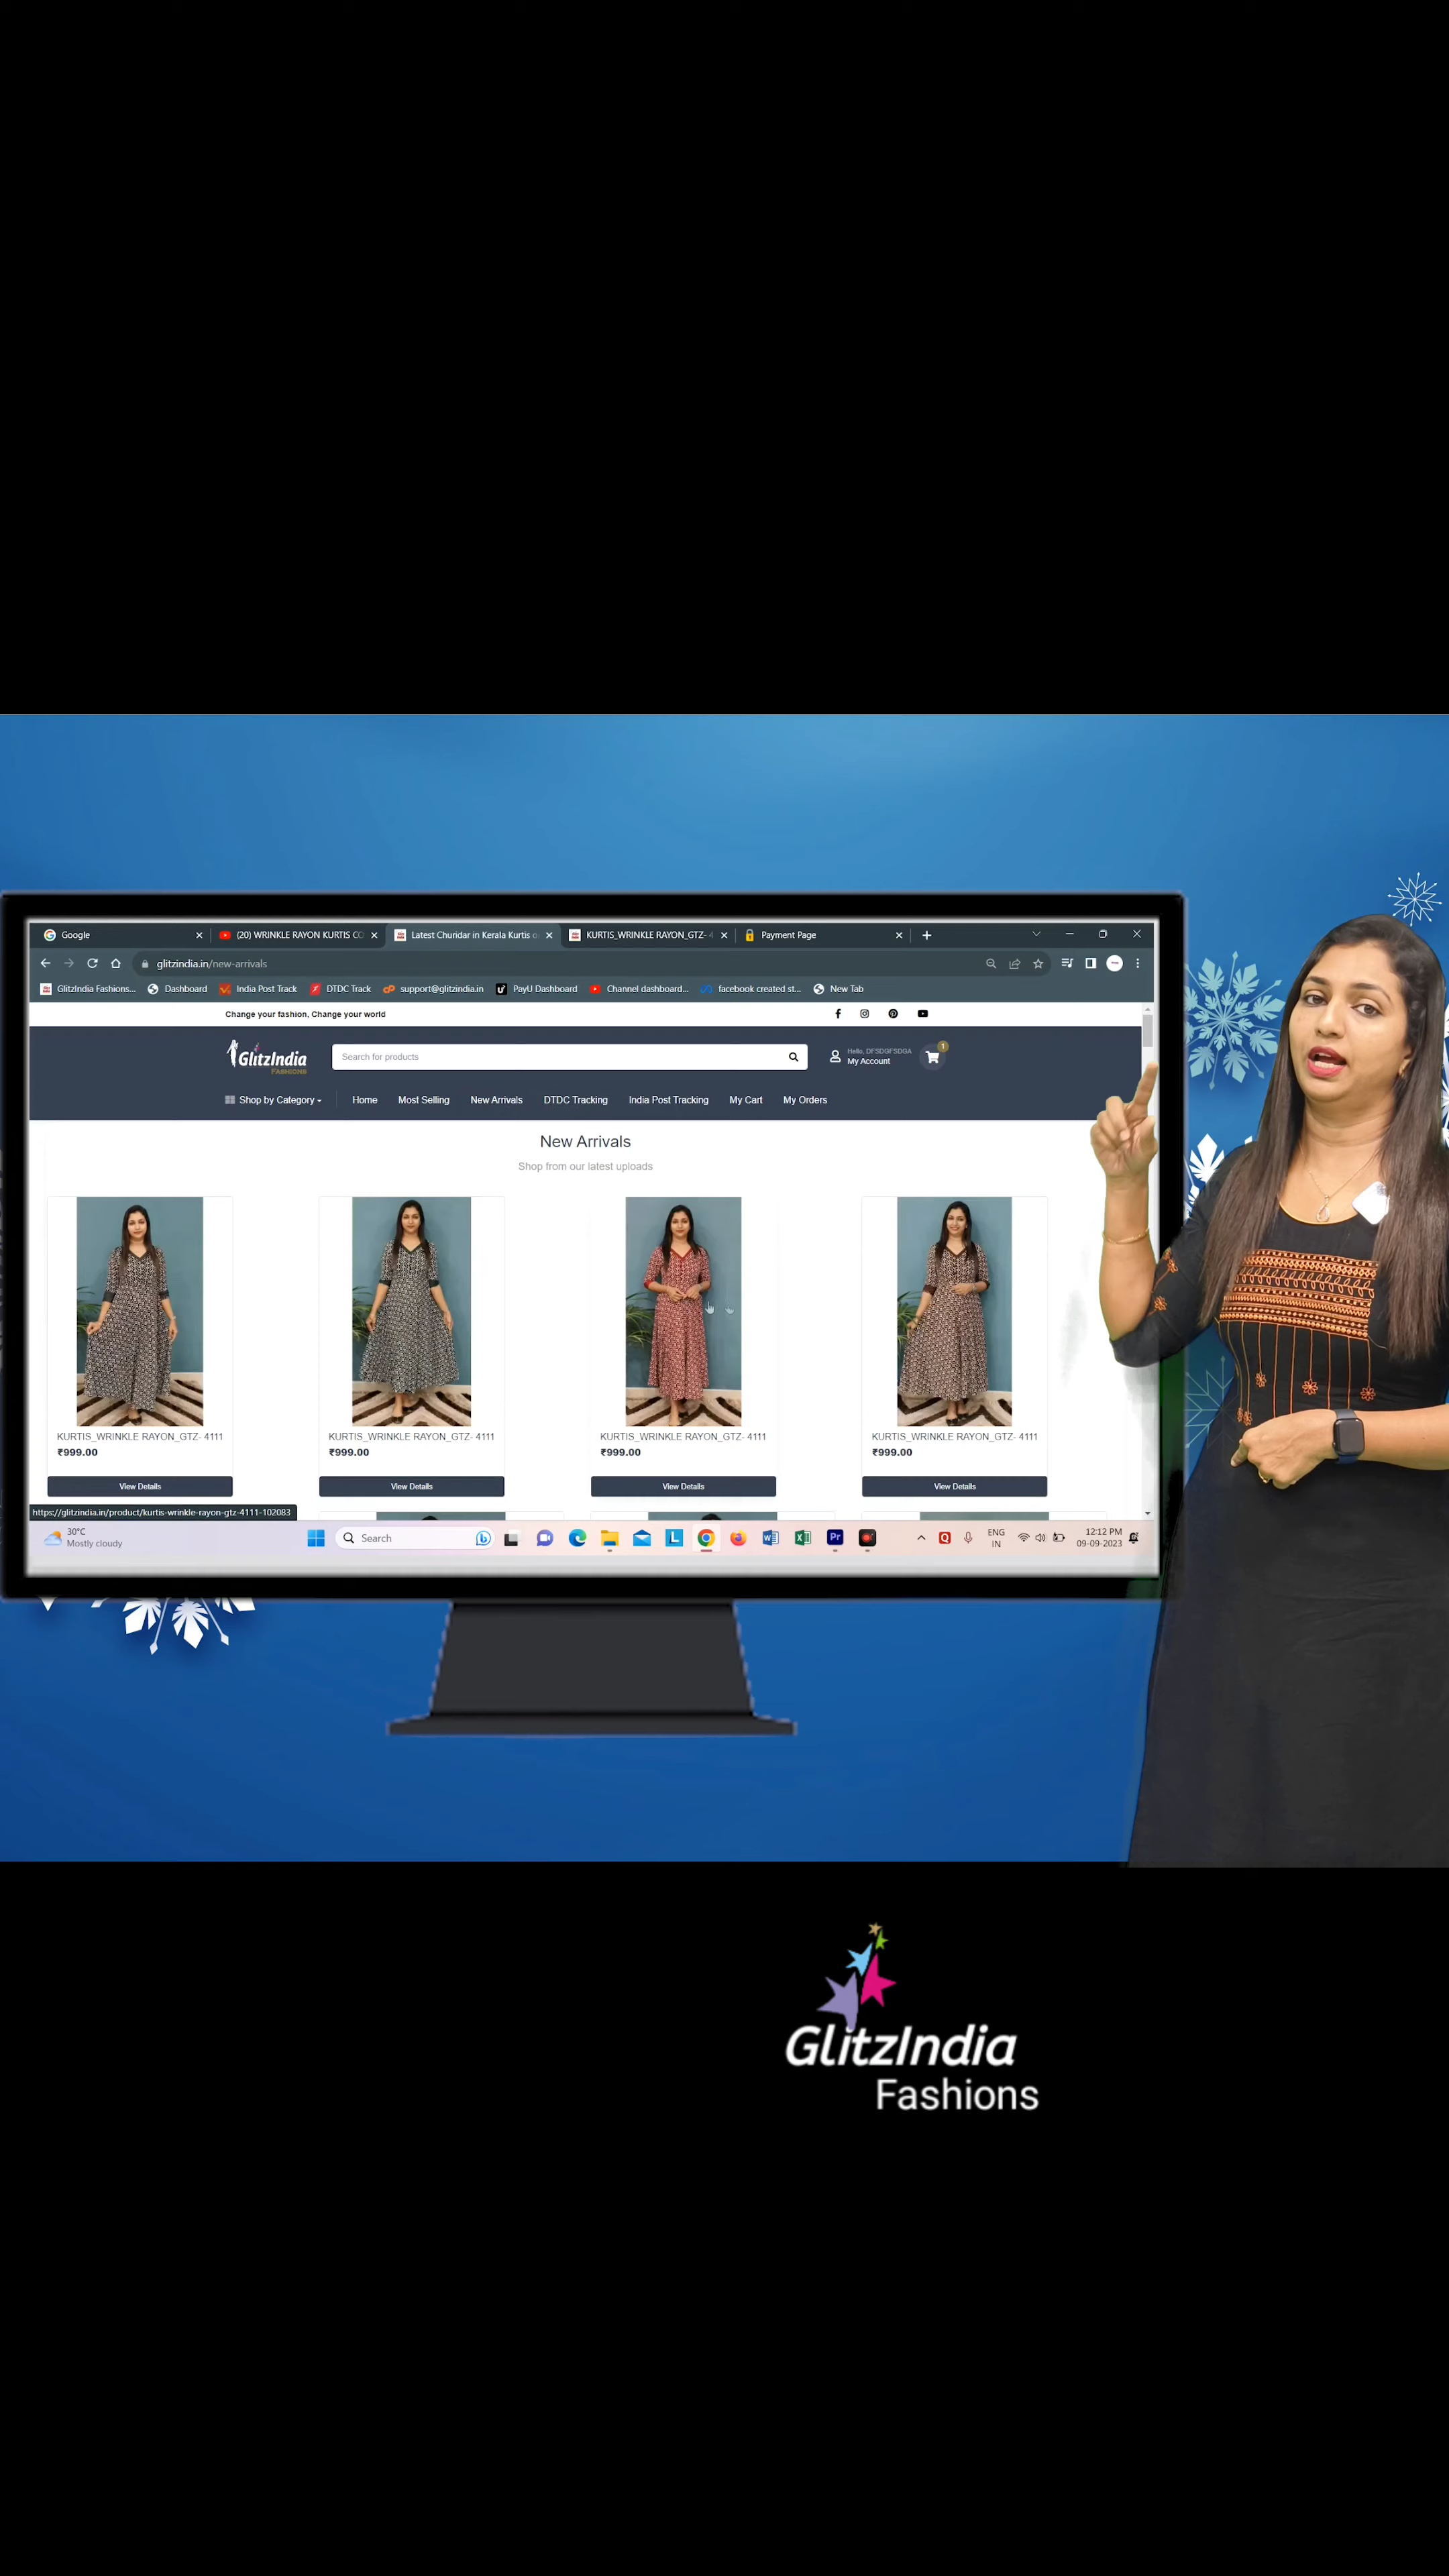 Google
(20) WRINKLE RAYON KURTIS CO
Latest Churidar in Kerala Kurtis o
KURTIS_WRINKLE RAYON_GTZ- 4
Payment Page
glitzindia.in/new-arrivals
GlitzIndia Fashions...
Dashboard
India Post Track
DTDC Track
support@glitzindia.in
PayU Dashboard
Channel dashboard...
facebook created st...
New Tab
Change your fashion, Change your world
GlitzIndia
FASHIONS
Search for products
Hello, DFSDGFSDGA
My Account
1
Shop by Category
Home
Most Selling
New Arrivals
DTDC Tracking
India Post Tracking
My Cart
My Orders
New Arrivals
Shop from our latest uploads
KURTIS_WRINKLE RAYON_GTZ- 4111
₹999.00
View Details
KURTIS_WRINKLE RAYON_GTZ- 4111
₹999.00
View Details
KURTIS_WRINKLE RAYON_GTZ- 4111
₹999.00
View Details
KURTIS_WRINKLE RAYON_GTZ- 4111
₹999.00
View Details
https://glitzindia.in/product/kurtis-wrinkle-rayon-gtz-4111-102083
30°C
Mostly cloudy
Search
ENG
IN
12:12 PM
09-09-2023
GlitzIndia
Fashions